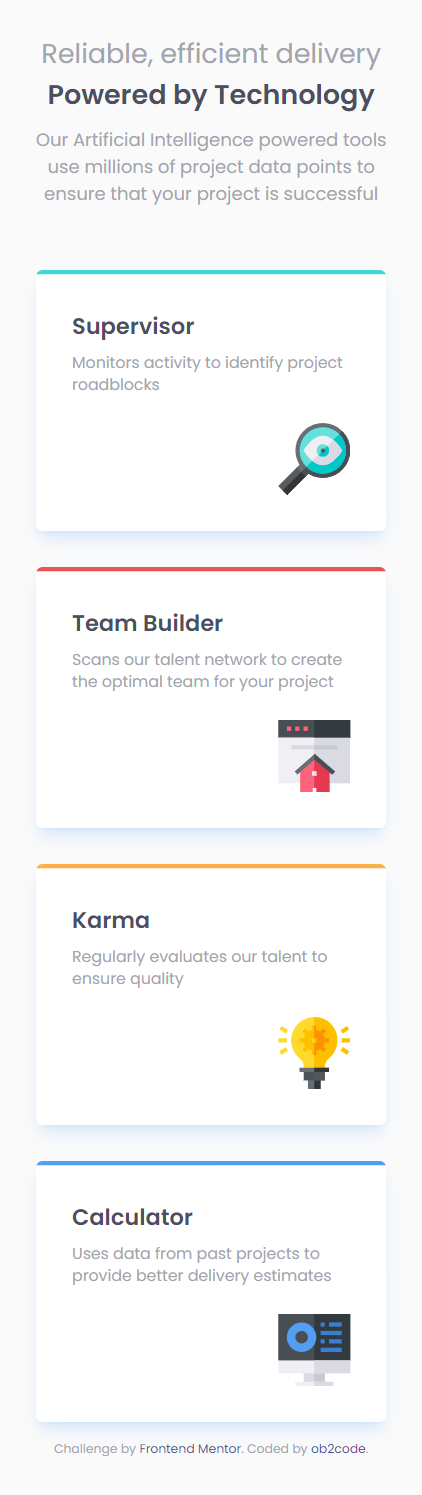 Reliable, efficient delivery
Powered by Technology
Our Artificial Intelligence powered tools
use millions of project data points to
ensure that your project is successful
Supervisor
Monitors activity to identify project
roadblocks
Team Builder
Scans our talent network to create
the optimal team for your project
Karma
Regularly evaluates our talent to
ensure quality
Calculator
Uses data from past projects to
provide better delivery estimates
Challenge by Frontend Mentor. Coded by ob2code.